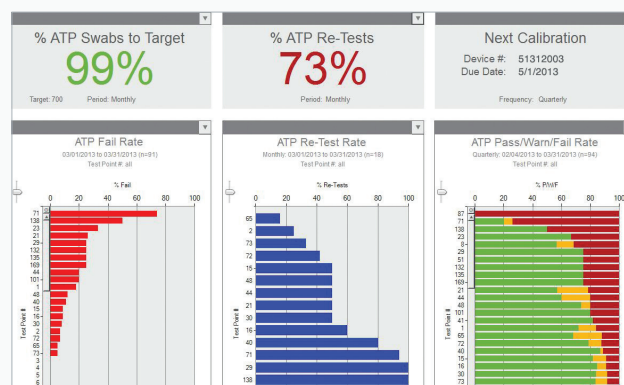 % ATP Swabs to Target
99%
Target: 700 Period: Monthly
% ATP Re-Tests
73%
Period: Monthly
Next Calibration
Device #: 51312003
Due Date: 5/1/2013
Frequency: Quarterly
ATP Fail Rate
03/01/2013 to 03/31/2013 (n=91)
Test Point #: all
% Fail
0 20 40 60 80 100
71
138
23
21
29
132
135
169
44
101
1
48
40
15
16
30
2
72
65
73
3
4
5
6
Test Point #
ATP Re-Test Rate
Monthly: 03/01/2013 to 03/31/2013 (n=18)
Test Point #: all
% Re-Tests
0 20 40 60 80 100
65
2
73
72
15
48
44
21
30
16
40
71
29
138
Test Point #
ATP Pass/Warn/Fail Rate
Quarterly: 02/04/2013 to 03/31/2013 (n=94)
Test Point #: all
% P/W/F
0 20 40 60 80 100
87
71
138
23
8
29
51
132
135
169
21
44
48
101
41
1
65
72
40
15
16
30
73
Test Point #